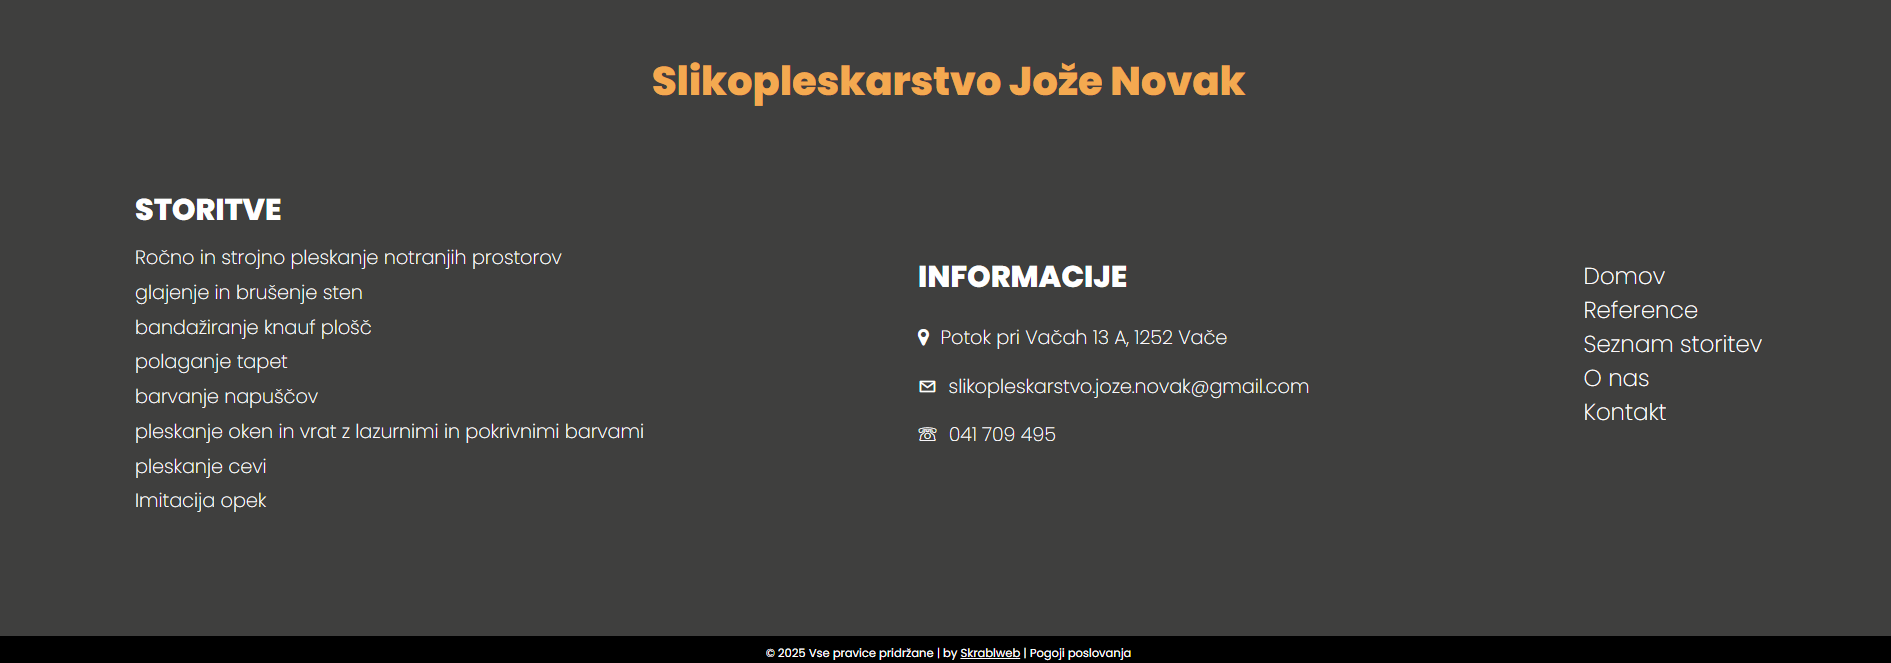 Slikopleskarstvo Jože Novak
STORITVE
Ročno in strojno pleskanje notranjih prostorov
glajenje in brušenje sten
bandažiranje knauf plošč
polaganje tapet
barvanje napuščov
pleskanje oken in vrat z lazurnimi in pokrivnimi barvami
pleskanje cevi
Imitacija opek
INFORMACIJE
Potok pri Vačah 13 A, 1252 Vače
slikopleskarstvo.joze.novak@gmail.com
041 709 495
Domov
Reference
Seznam storitev
O nas
Kontakt
© 2025 Vse pravice pridržane | by Skrablweb | Pogoji poslovanja